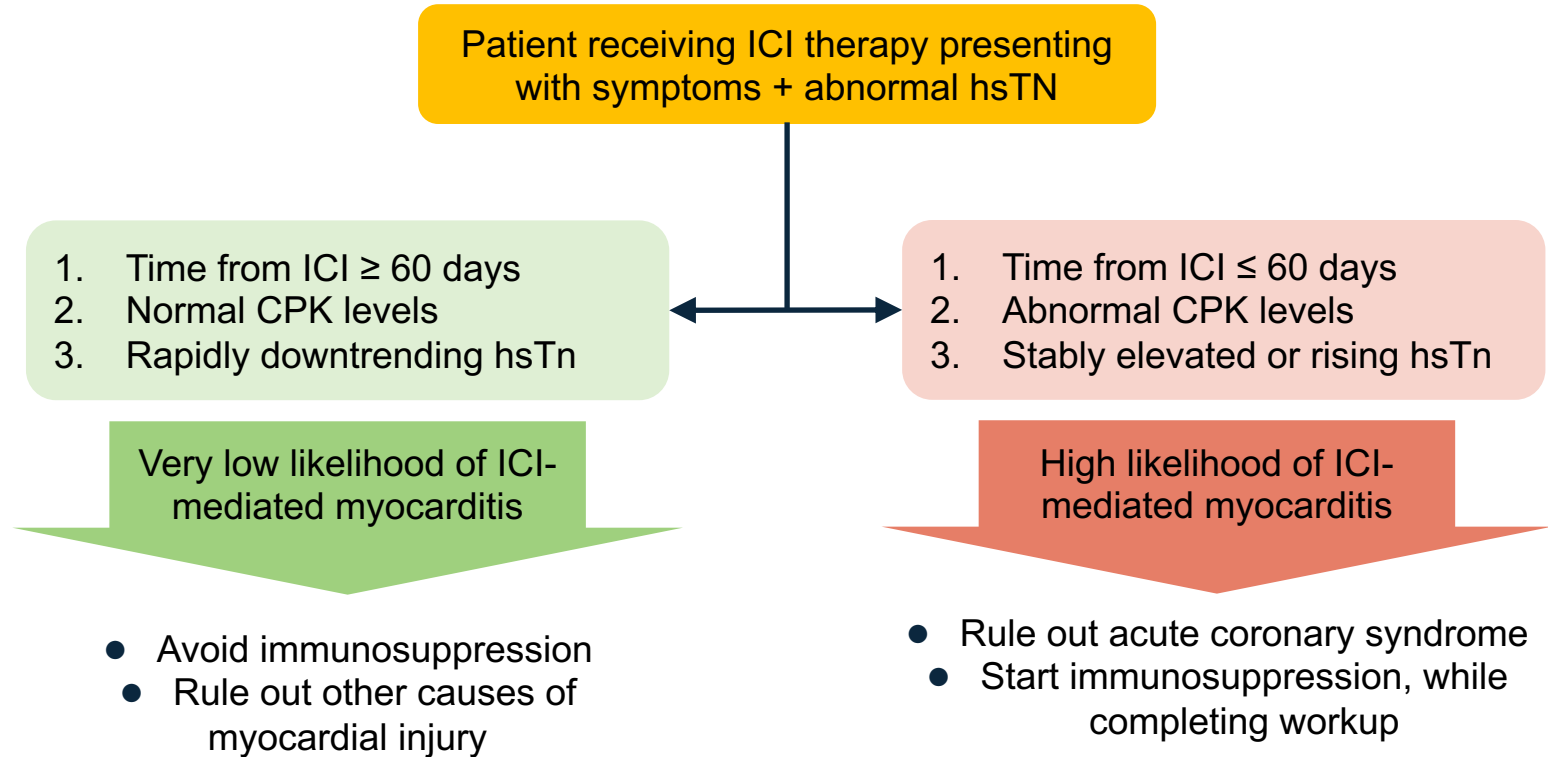 Patient receiving ICI therapy presenting
with symptoms + abnormal hsTN
1. Time from ICI ≥ 60 days
2. Normal CPK levels
3. Rapidly downtrending hsTn
1. Time from ICI ≤ 60 days
2. Abnormal CPK levels
3. Stably elevated or rising hsTn
Very low likelihood of ICI-
mediated myocarditis
High likelihood of ICI-
mediated myocarditis
● Avoid immunosuppression
● Rule out other causes of
myocardial injury
● Rule out acute coronary syndrome
● Start immunosuppression, while
completing workup